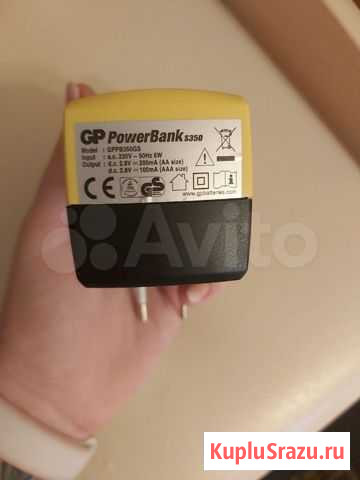 GP PowerBank S350
Model : GPPB350GS
Input : a.c. 230V ~ 50Hz 6W
Output : d.c. 2.8V ⎓ 200mA (AA size)
d.c. 2.8V ⎓ 100mA (AAA size)
www.gpbatteries.com
Avito
KupluSrazu.ru